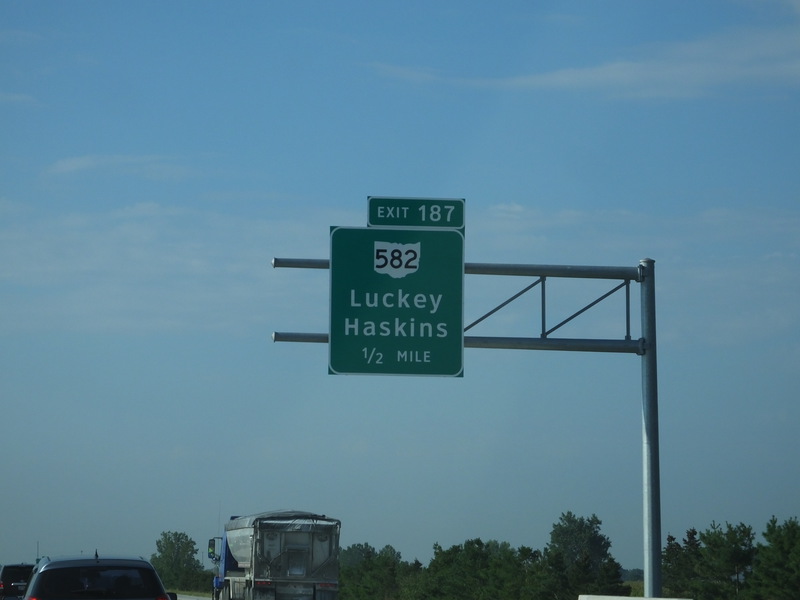 EXIT 187
582
Luckey
Haskins
1/2 MILE